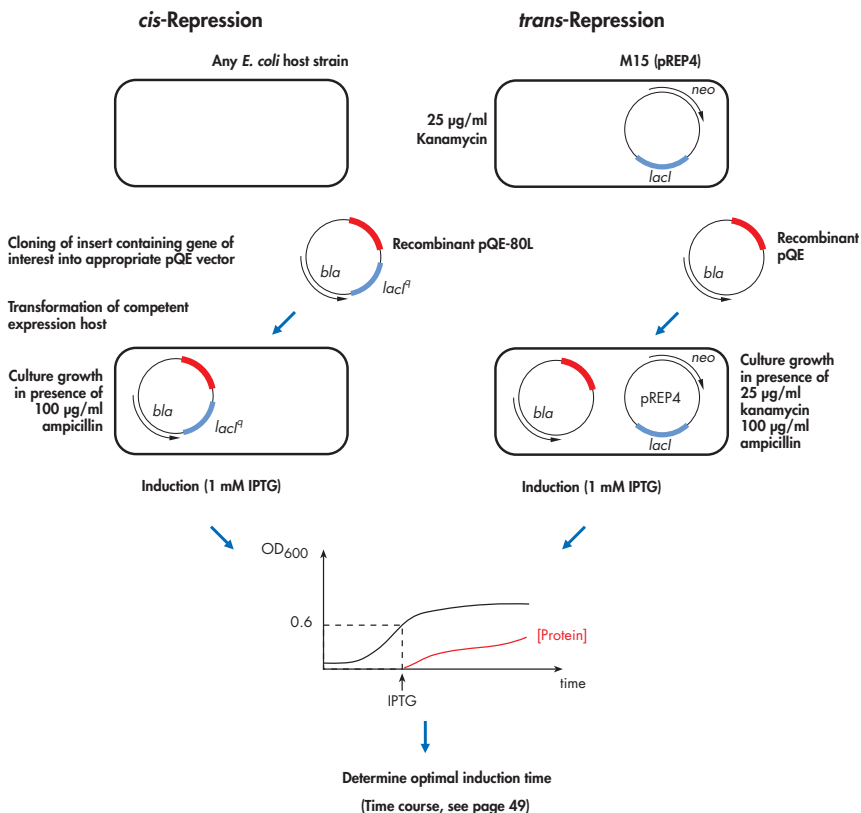 cis-Repression
trans-Repression
Any E. coli host strain
M15 (pREP4)
25 µg/ml
Kanamycin
neo
lacI
Cloning of insert containing gene of
interest into appropriate pQE vector
bla
lacIq
Recombinant pQE-80L
bla
Recombinant
pQE
Transformation of competent
expression host
Culture growth
in presence of
100 µg/ml
ampicillin
bla
lacIq
bla
neo
pREP4
lacI
Culture growth
in presence of
25 µg/ml
kanamycin
100 µg/ml
ampicillin
Induction (1 mM IPTG)
Induction (1 mM IPTG)
OD600
0.6
[Protein]
time
IPTG
Determine optimal induction time
(Time course, see page 49)